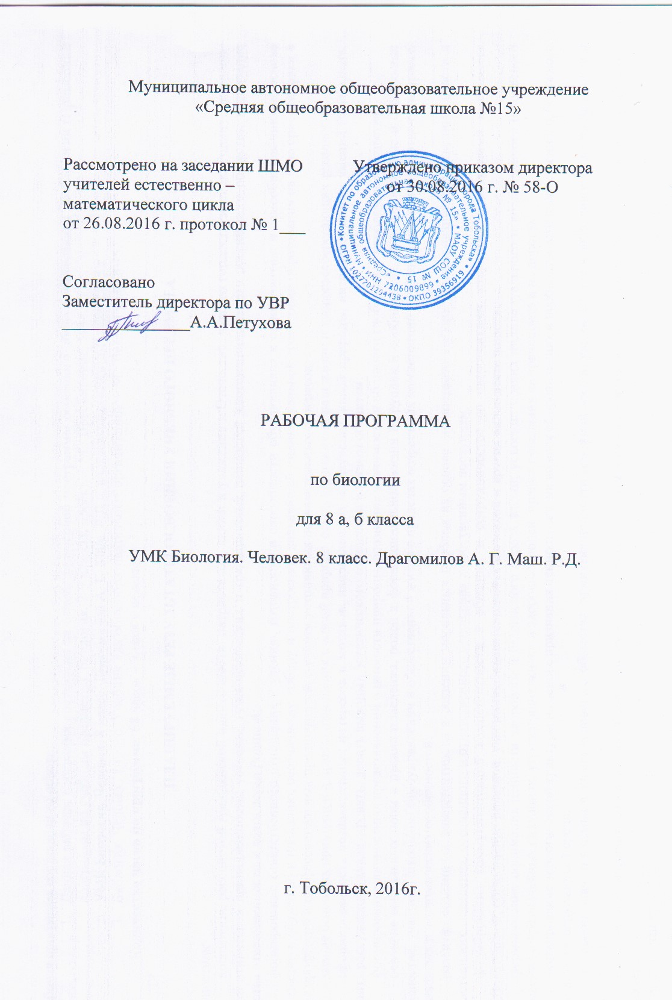 Муниципальное автономное общеобразовательное учреждение
«Средняя общеобразовательная школа №15»
Рассмотрено на заседании ШМО
учителей естественно –
математического цикла
от 26.08.2016 г. протокол № 1___
Утверждено приказом директора
от 30.08.2016 г. № 58-О
Комитет по образованию администрации города Тобольска» • ОКПО 39356919 • ОГРН 1027201294438
Муниципальное автономное общеобразовательное учреждение • ИНН 7206009899
«Средняя общеобразовательная школа № 15» • МАОУ СОШ № 15 •
Согласовано
Заместитель директора по УВР
_______________А.А.Петухова
РАБОЧАЯ ПРОГРАММА
по биологии
для 8 а, б класса
УМК Биология. Человек. 8 класс. Драгомилов А. Г. Маш. Р.Д.
г. Тобольск, 2016г.